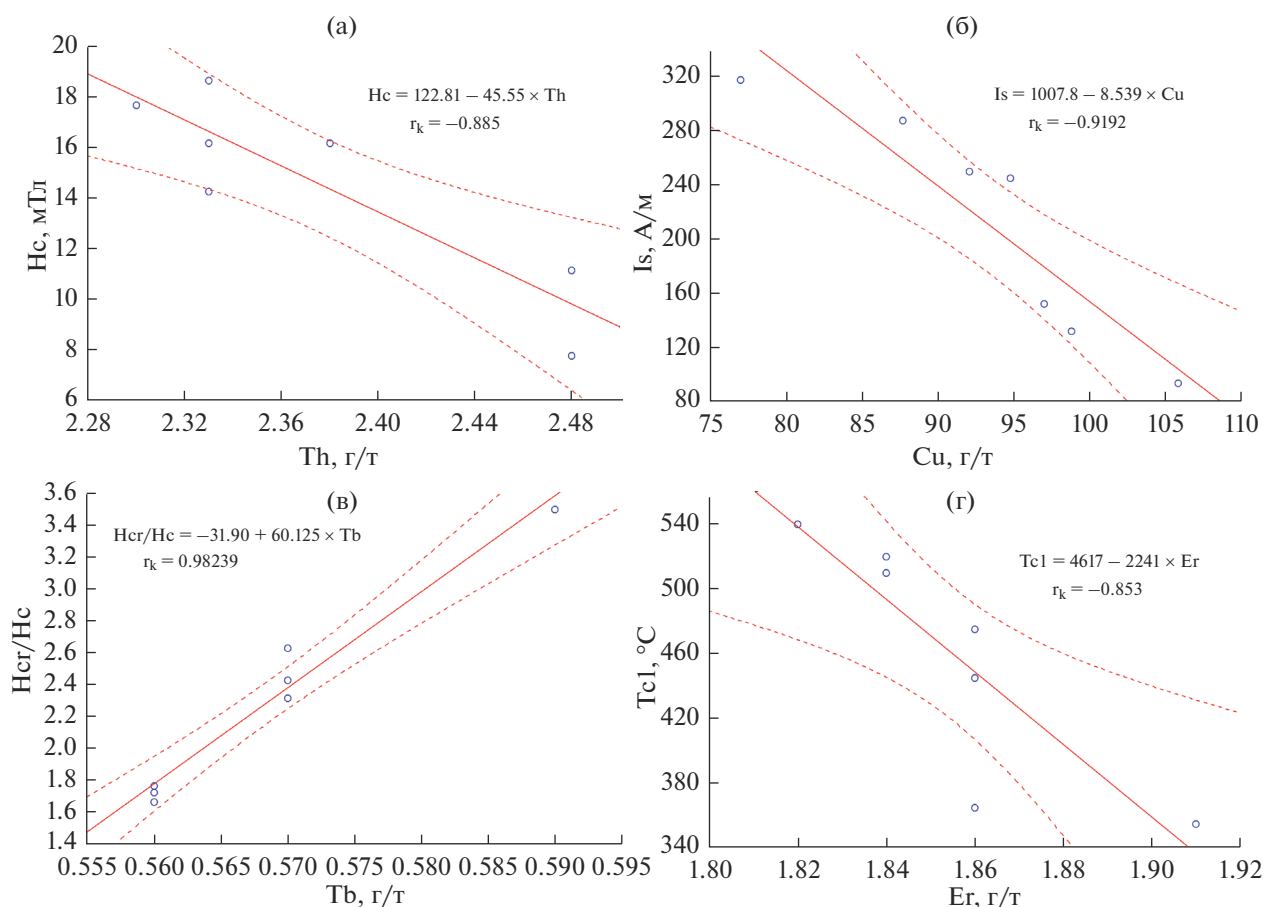 (а)
20
18
16
14
12
10
8
6
Hc, мТл
Hc = 122.81 – 45.55 × Th
r_k = –0.885
2.28 2.32 2.36 2.40 2.44 2.48
Th, г/т
(б)
320
280
240
200
160
120
80
Is, А/м
Is = 1007.8 – 8.539 × Cu
r_k = –0.9192
75 80 85 90 95 100 105 110
Cu, г/т
(в)
3.6
3.4
3.2
3.0
2.8
2.6
2.4
2.2
2.0
1.8
1.6
1.4
Hcr/Hc
Hcr/Hc = –31.90 + 60.125 × Tb
r_k = 0.98239
0.555 0.560 0.565 0.570 0.575 0.580 0.585 0.590 0.595
Tb, г/т
(г)
540
500
460
420
380
340
Tc1, °C
Tc1 = 4617 – 2241 × Er
r_k = –0.853
1.80 1.82 1.84 1.86 1.88 1.90 1.92
Er, г/т